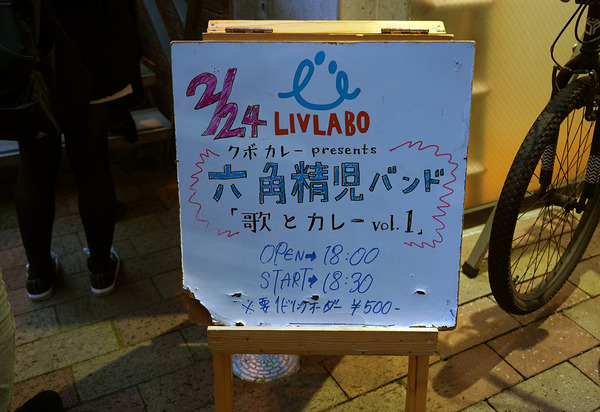 2/24
LIVLABO
クボカレー presents
六角精児バンド
「歌とカレー vol.1」
OPEN→18:00
START→18:30
※要1ドリンクオーダー ¥500-